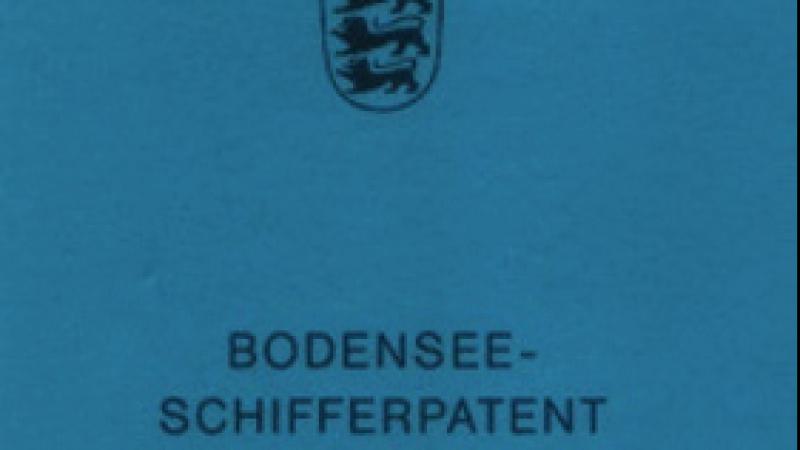 BODENSEE-
SCHIFFERPATENT